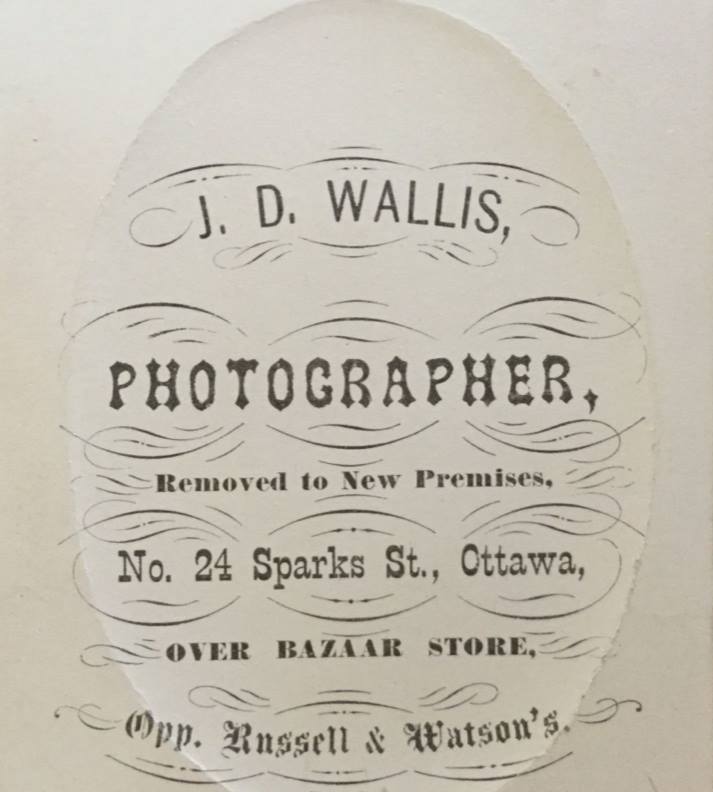 J. D. WALLIS,
PHOTOGRAPHER,
Removed to New Premises,
No. 24 Sparks St., Ottawa,
OVER BAZAAR STORE,
Opp. Russell & Watson's.